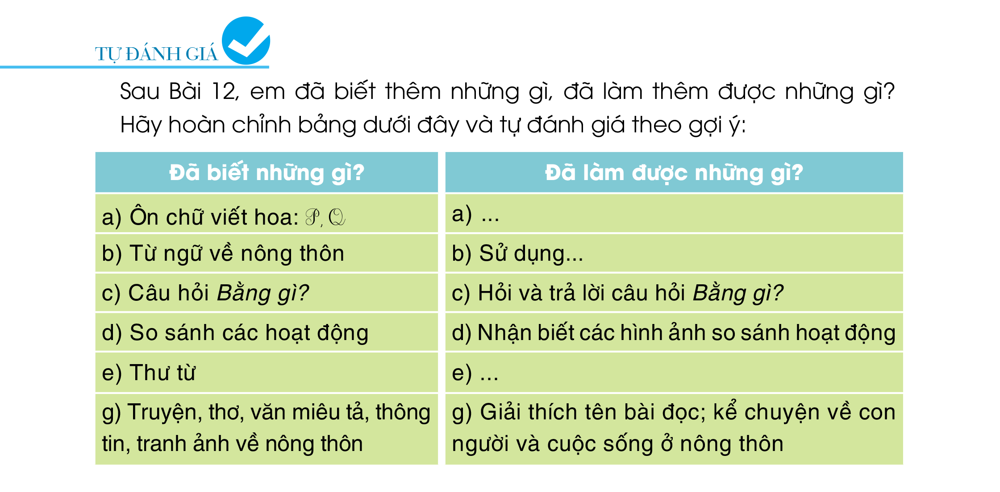 TỰ ĐÁNH GIÁ
Sau Bài 12, em đã biết thêm những gì, đã làm thêm được những gì?
Hãy hoàn chỉnh bảng dưới đây và tự đánh giá theo gợi ý:
Đã biết những gì?
Đã làm được những gì?
a) Ôn chữ viết hoa: P, Q
a) ...
b) Từ ngữ về nông thôn
b) Sử dụng...
c) Câu hỏi Bằng gì?
c) Hỏi và trả lời câu hỏi Bằng gì?
d) So sánh các hoạt động
d) Nhận biết các hình ảnh so sánh hoạt động
e) Thư từ
e) ...
g) Truyện, thơ, văn miêu tả, thông
tin, tranh ảnh về nông thôn
g) Giải thích tên bài đọc; kể chuyện về con
người và cuộc sống ở nông thôn